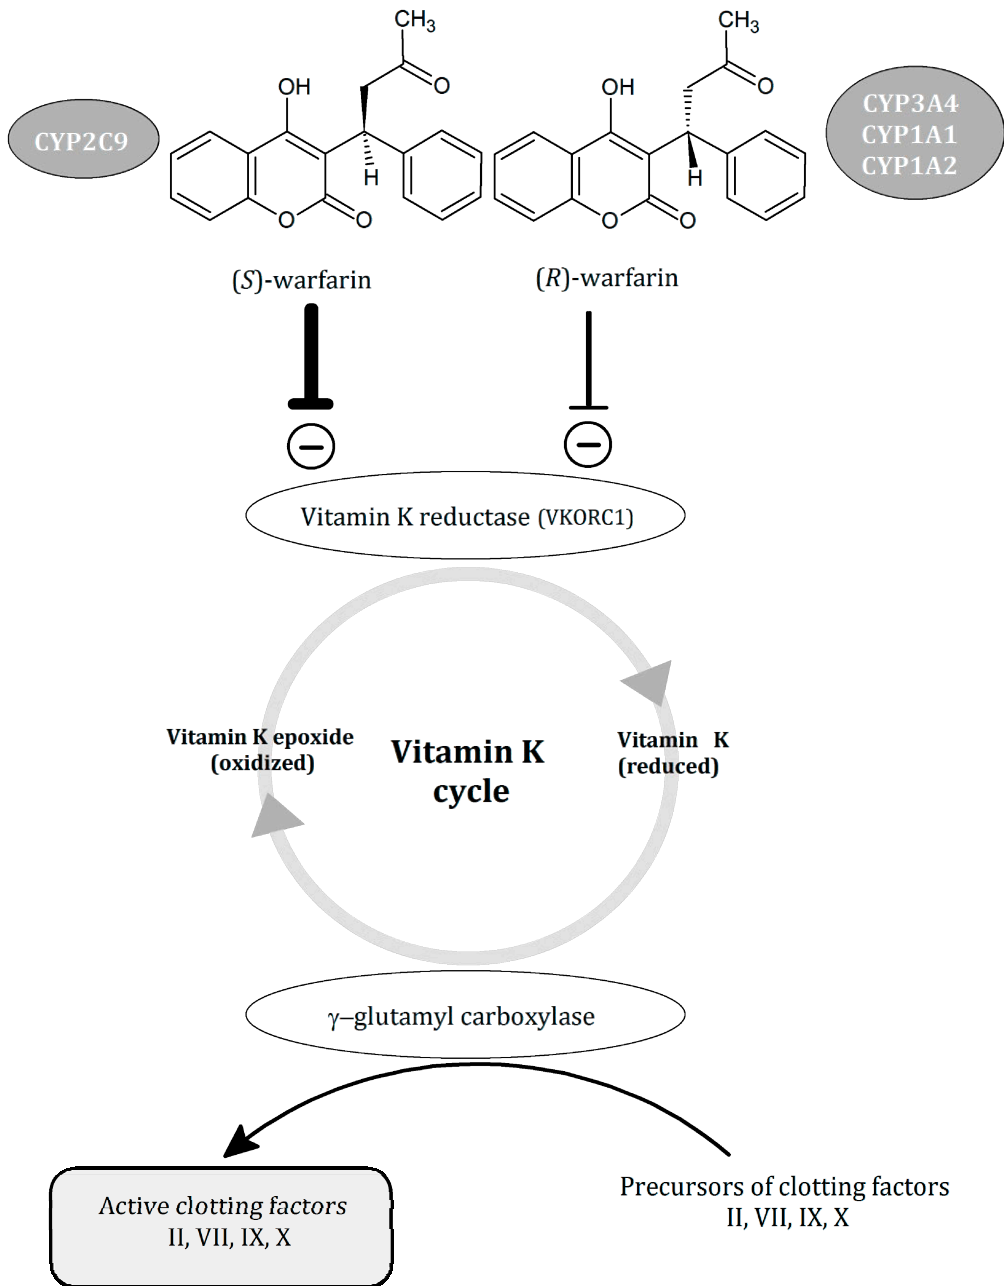 CH3
CH3
OH
O
OH
O
CYP2C9
CYP3A4
CYP1A1
CYP1A2
H
H
O
O
O
O
(S)-warfarin
(R)-warfarin
−
−
Vitamin K reductase (VKORC1)
Vitamin K epoxide
(oxidized)
Vitamin K
cycle
Vitamin K
(reduced)
γ–glutamyl carboxylase
Active clotting factors
II, VII, IX, X
Precursors of clotting factors
II, VII, IX, X